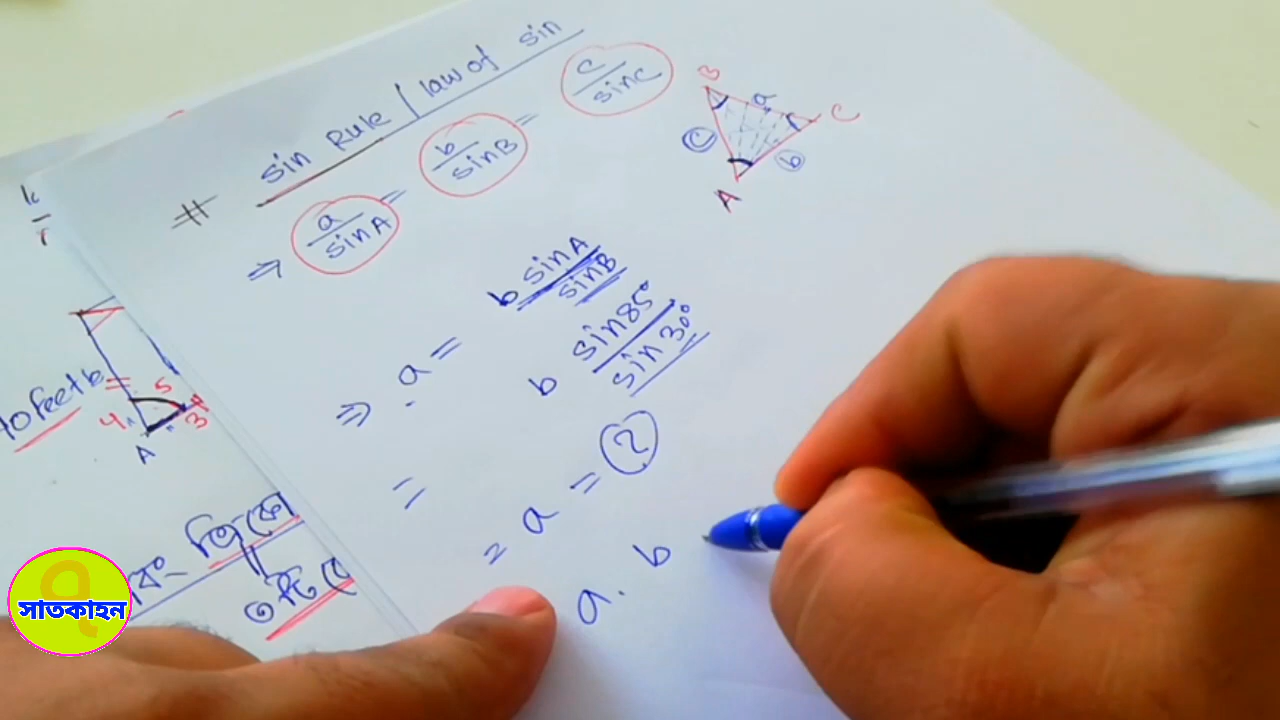 # sin Rule / law of sin
⇒ a/sinA = b/sinB = c/sinC
B
a
C
c
b
A
⇒ a = b sinA/sinB
= b sin85°/sin30°
= a = ?
a. b
10 feet
5
4
3
A
ত্রিকো
৩টি
সাতকাহন